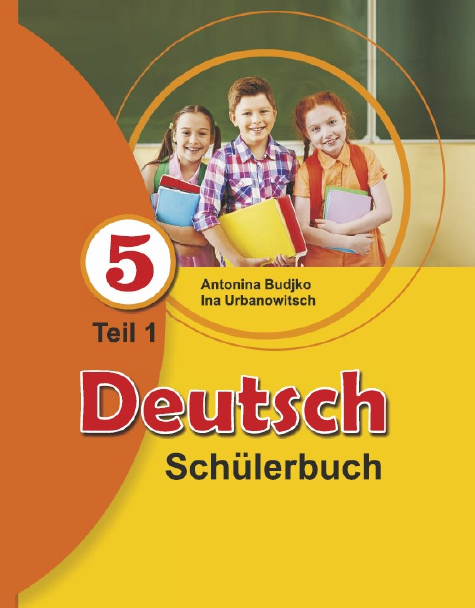 5
Antonina Budjko
Ina Urbanowitsch
Teil 1
Deutsch
Schülerbuch